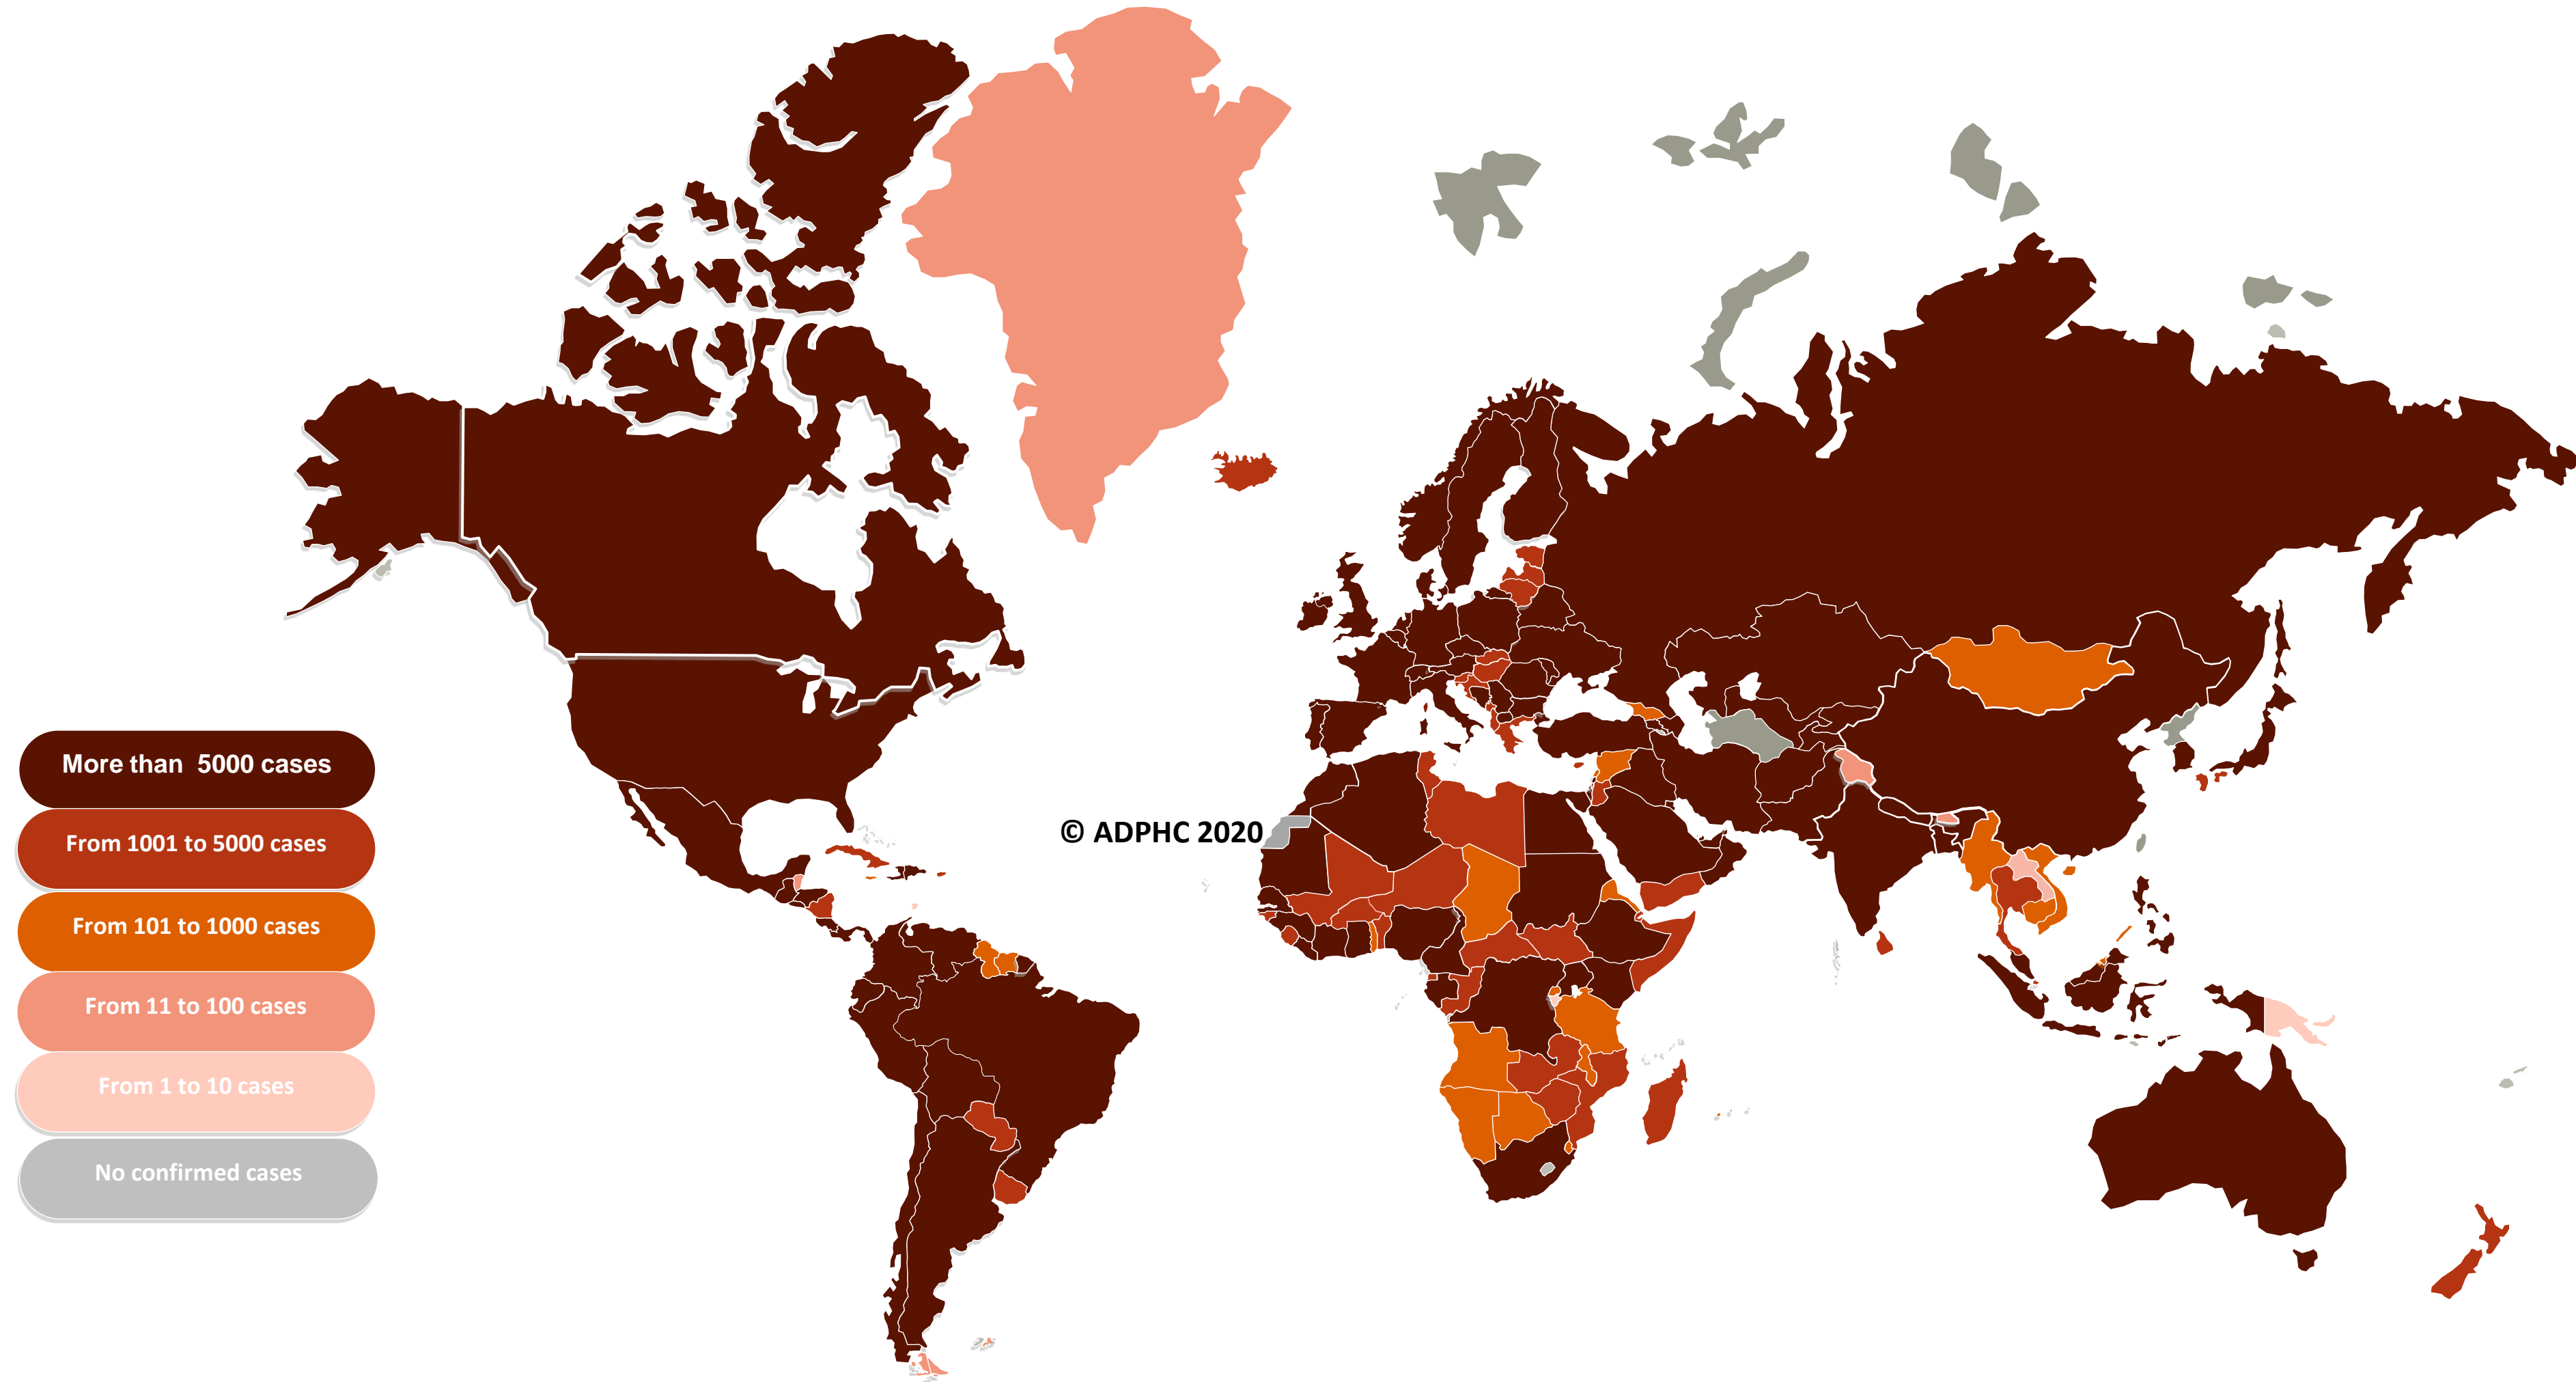 More than  5000 cases
From 1001 to 5000 cases
From 101 to 1000 cases
From 11 to 100 cases
From 1 to 10 cases
No confirmed cases
© ADPHC 2020